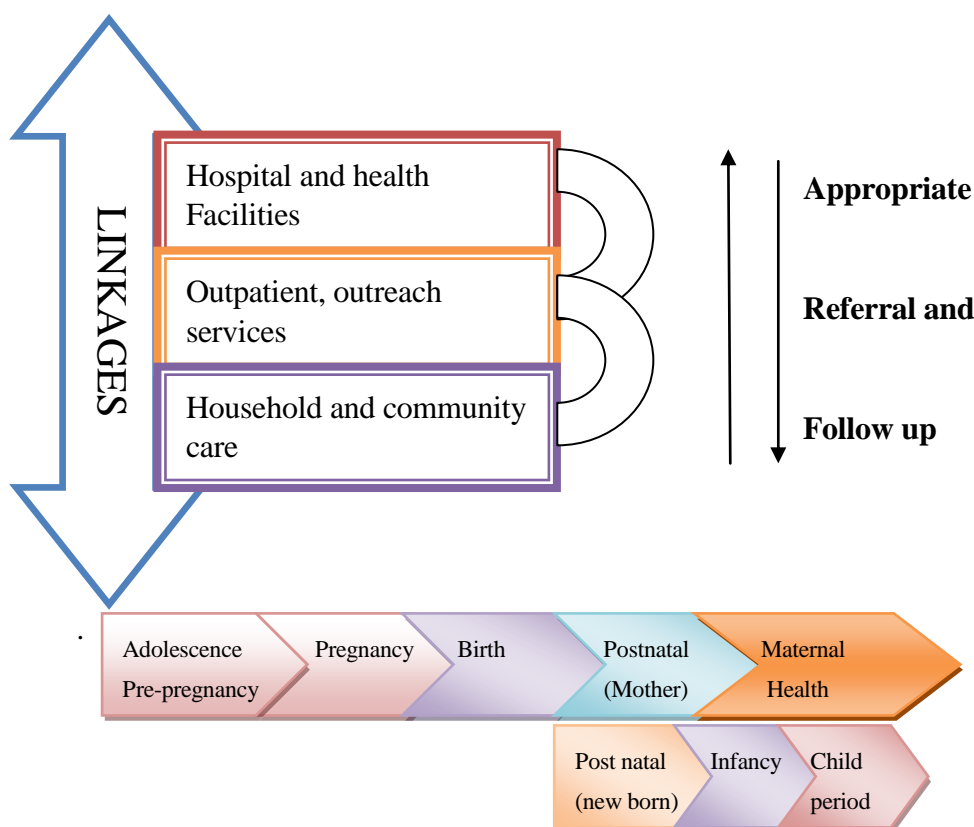 LINKAGES
Hospital and health
Facilities
Outpatient, outreach
services
Household and community
care
Appropriate
Referral and
Follow up
.
Adolescence
Pre-pregnancy
Pregnancy
Birth
Postnatal
(Mother)
Maternal
Health
Post natal
(new born)
Infancy
Child
period